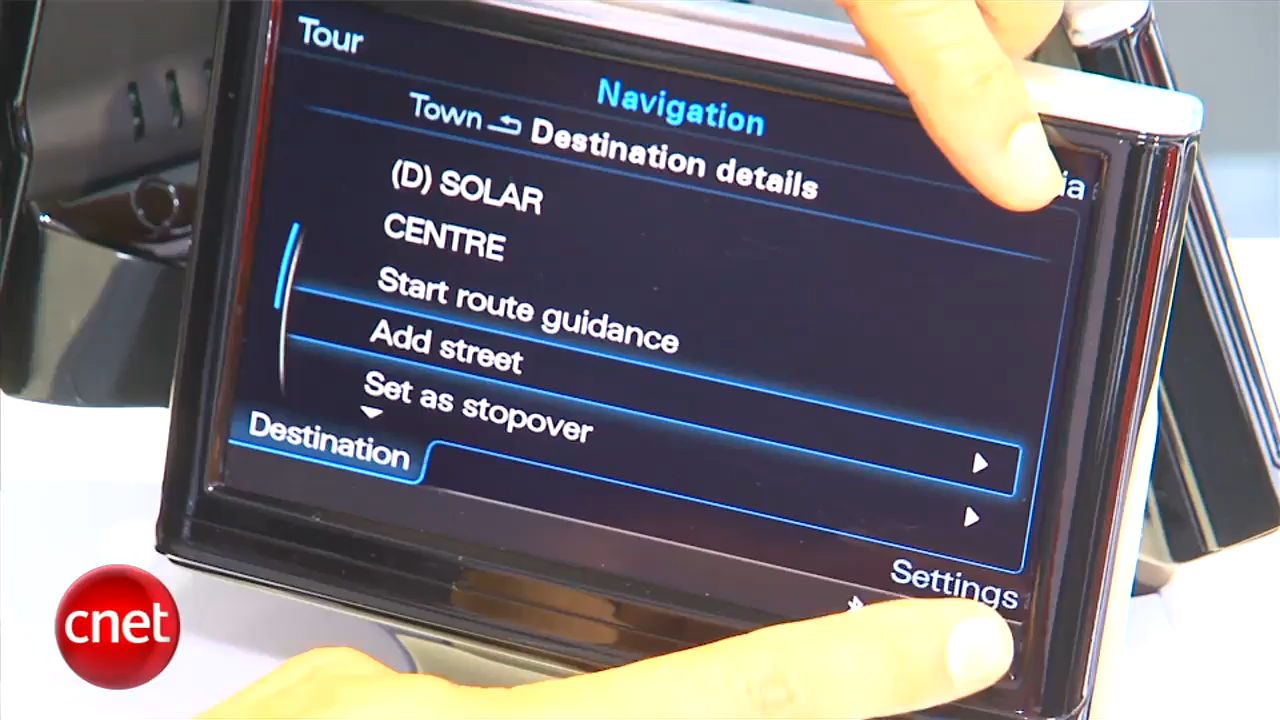 Tour
Navigation
Town Destination details
(D) SOLAR
CENTRE
Start route guidance
Add street
Set as stopover
Destination
Settings
cnet